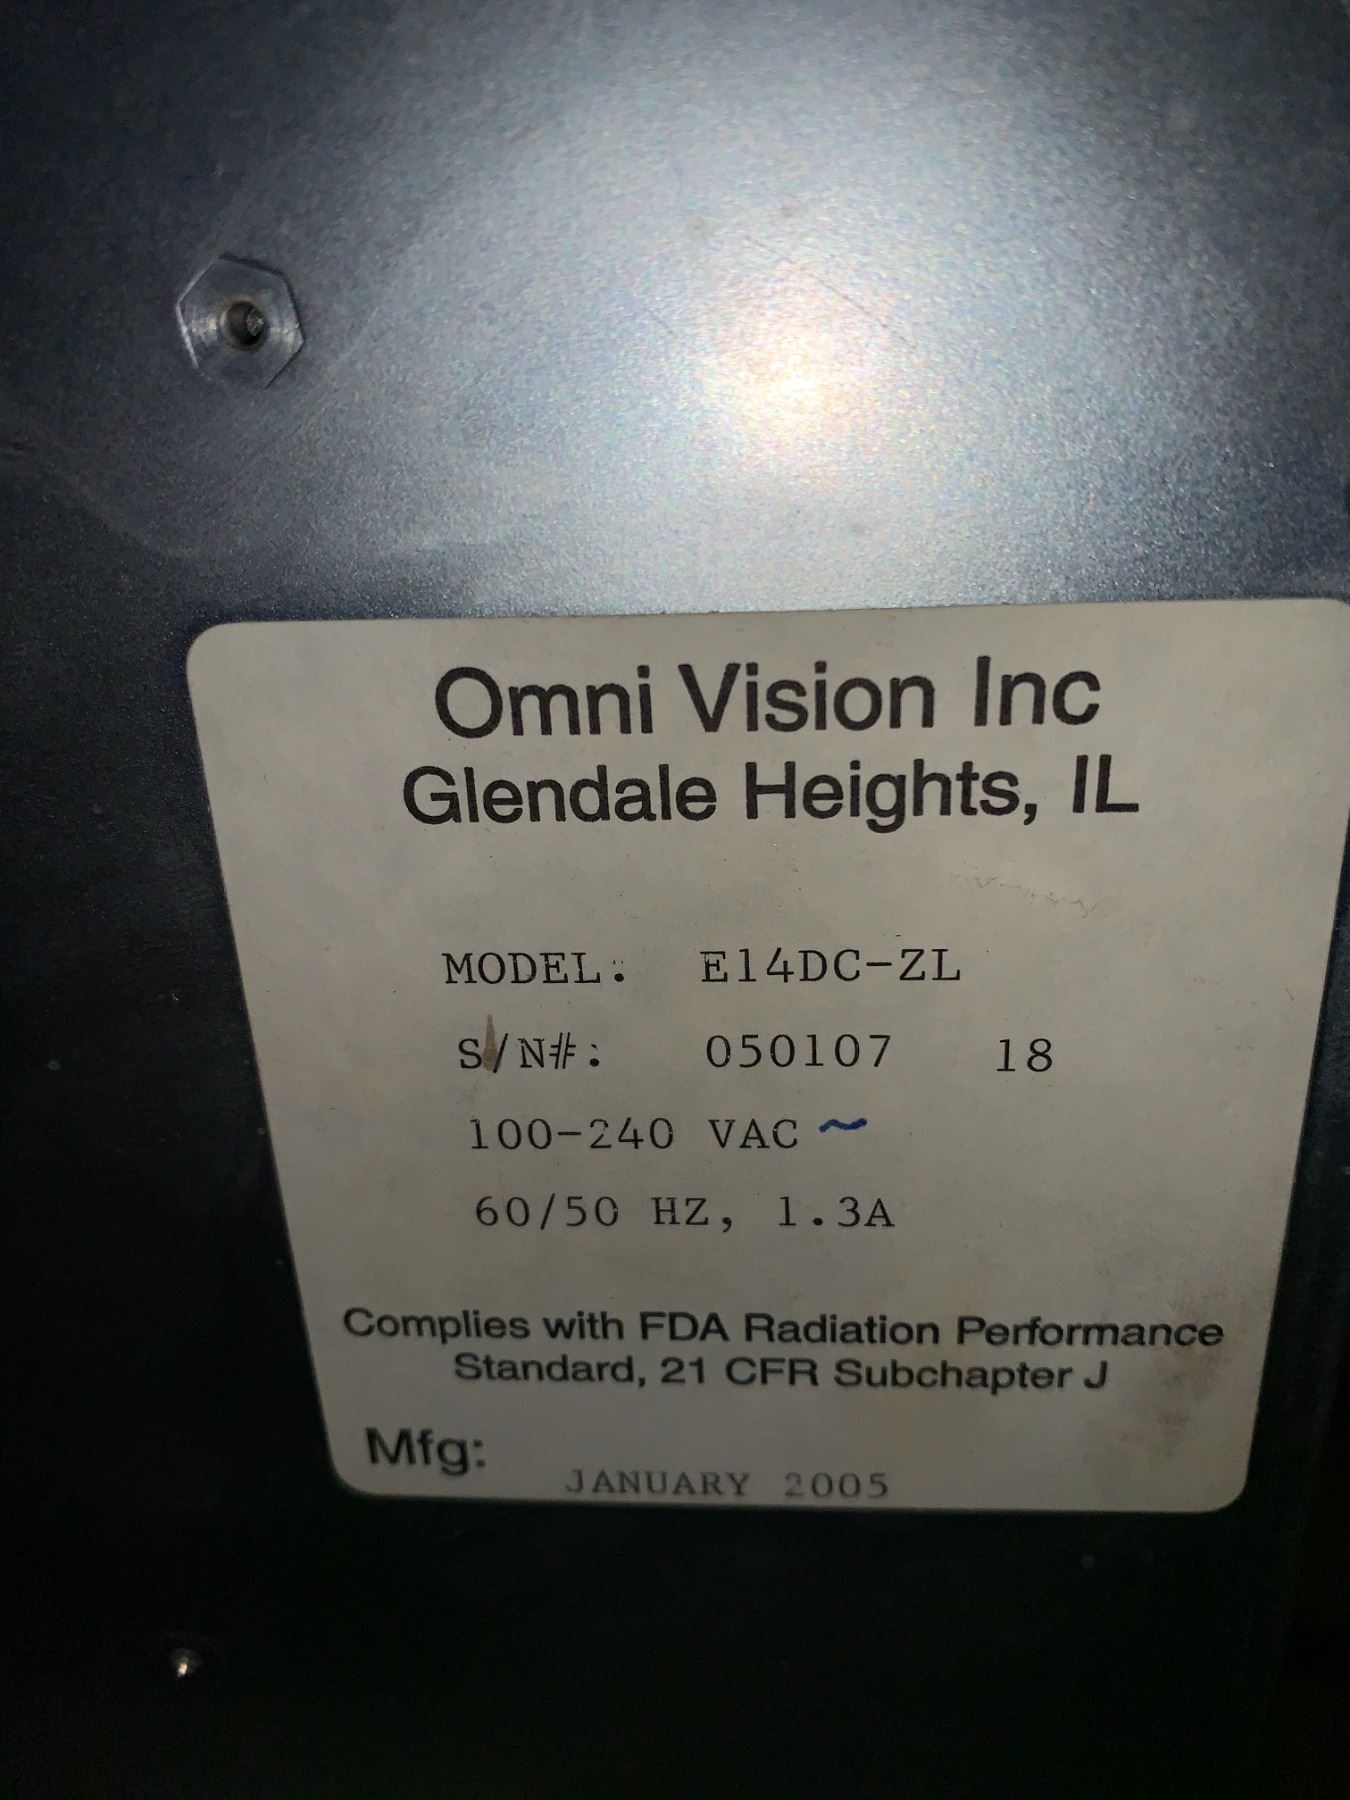 Omni Vision Inc
Glendale Heights, IL
MODEL: E14DC-ZL
S/N#: 050107 18
100-240 VAC ~
60/50 HZ, 1.3A
Complies with FDA Radiation Performance
Standard, 21 CFR Subchapter J
Mfg: JANUARY 2005